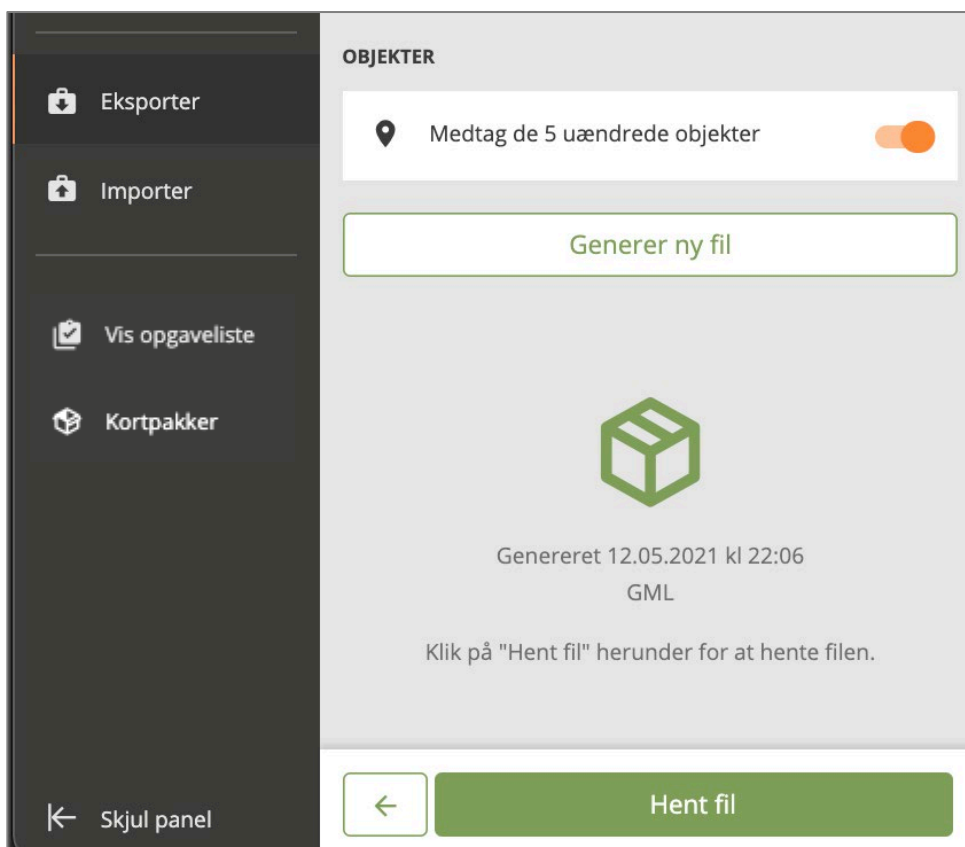 Eksporter
Importer
Vis opgaveliste
Kortpakker
Skjul panel
OBJEKTER
Medtag de 5 uændrede objekter
Generer ny fil
Genereret 12.05.2021 kl 22:06
GML
Klik på "Hent fil" herunder for at hente filen.
Hent fil